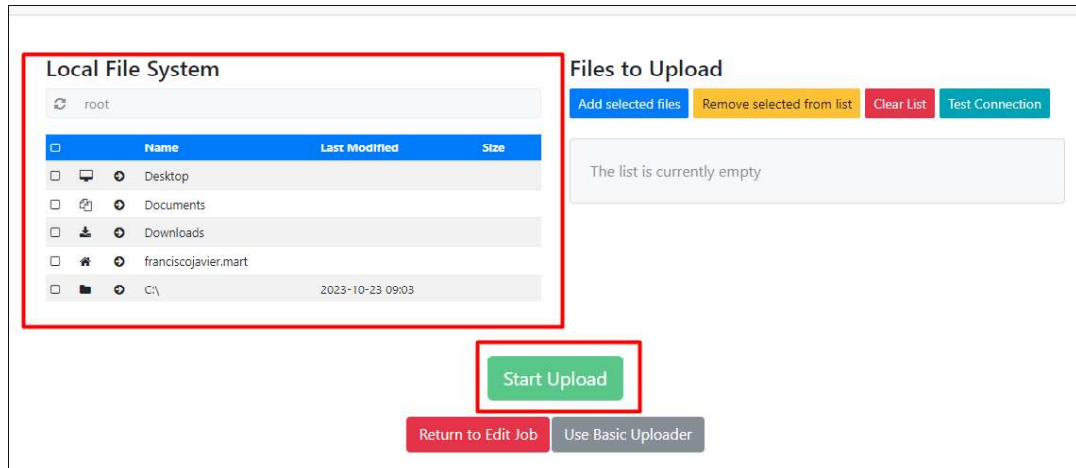 Local File System
root
Name Last Modified Size
Desktop
Documents
Downloads
franciscojavier.mart
C:\ 2023-10-23 09:03
Files to Upload
Add selected files Remove selected from list Clear List Test Connection
The list is currently empty
Start Upload
Return to Edit Job Use Basic Uploader